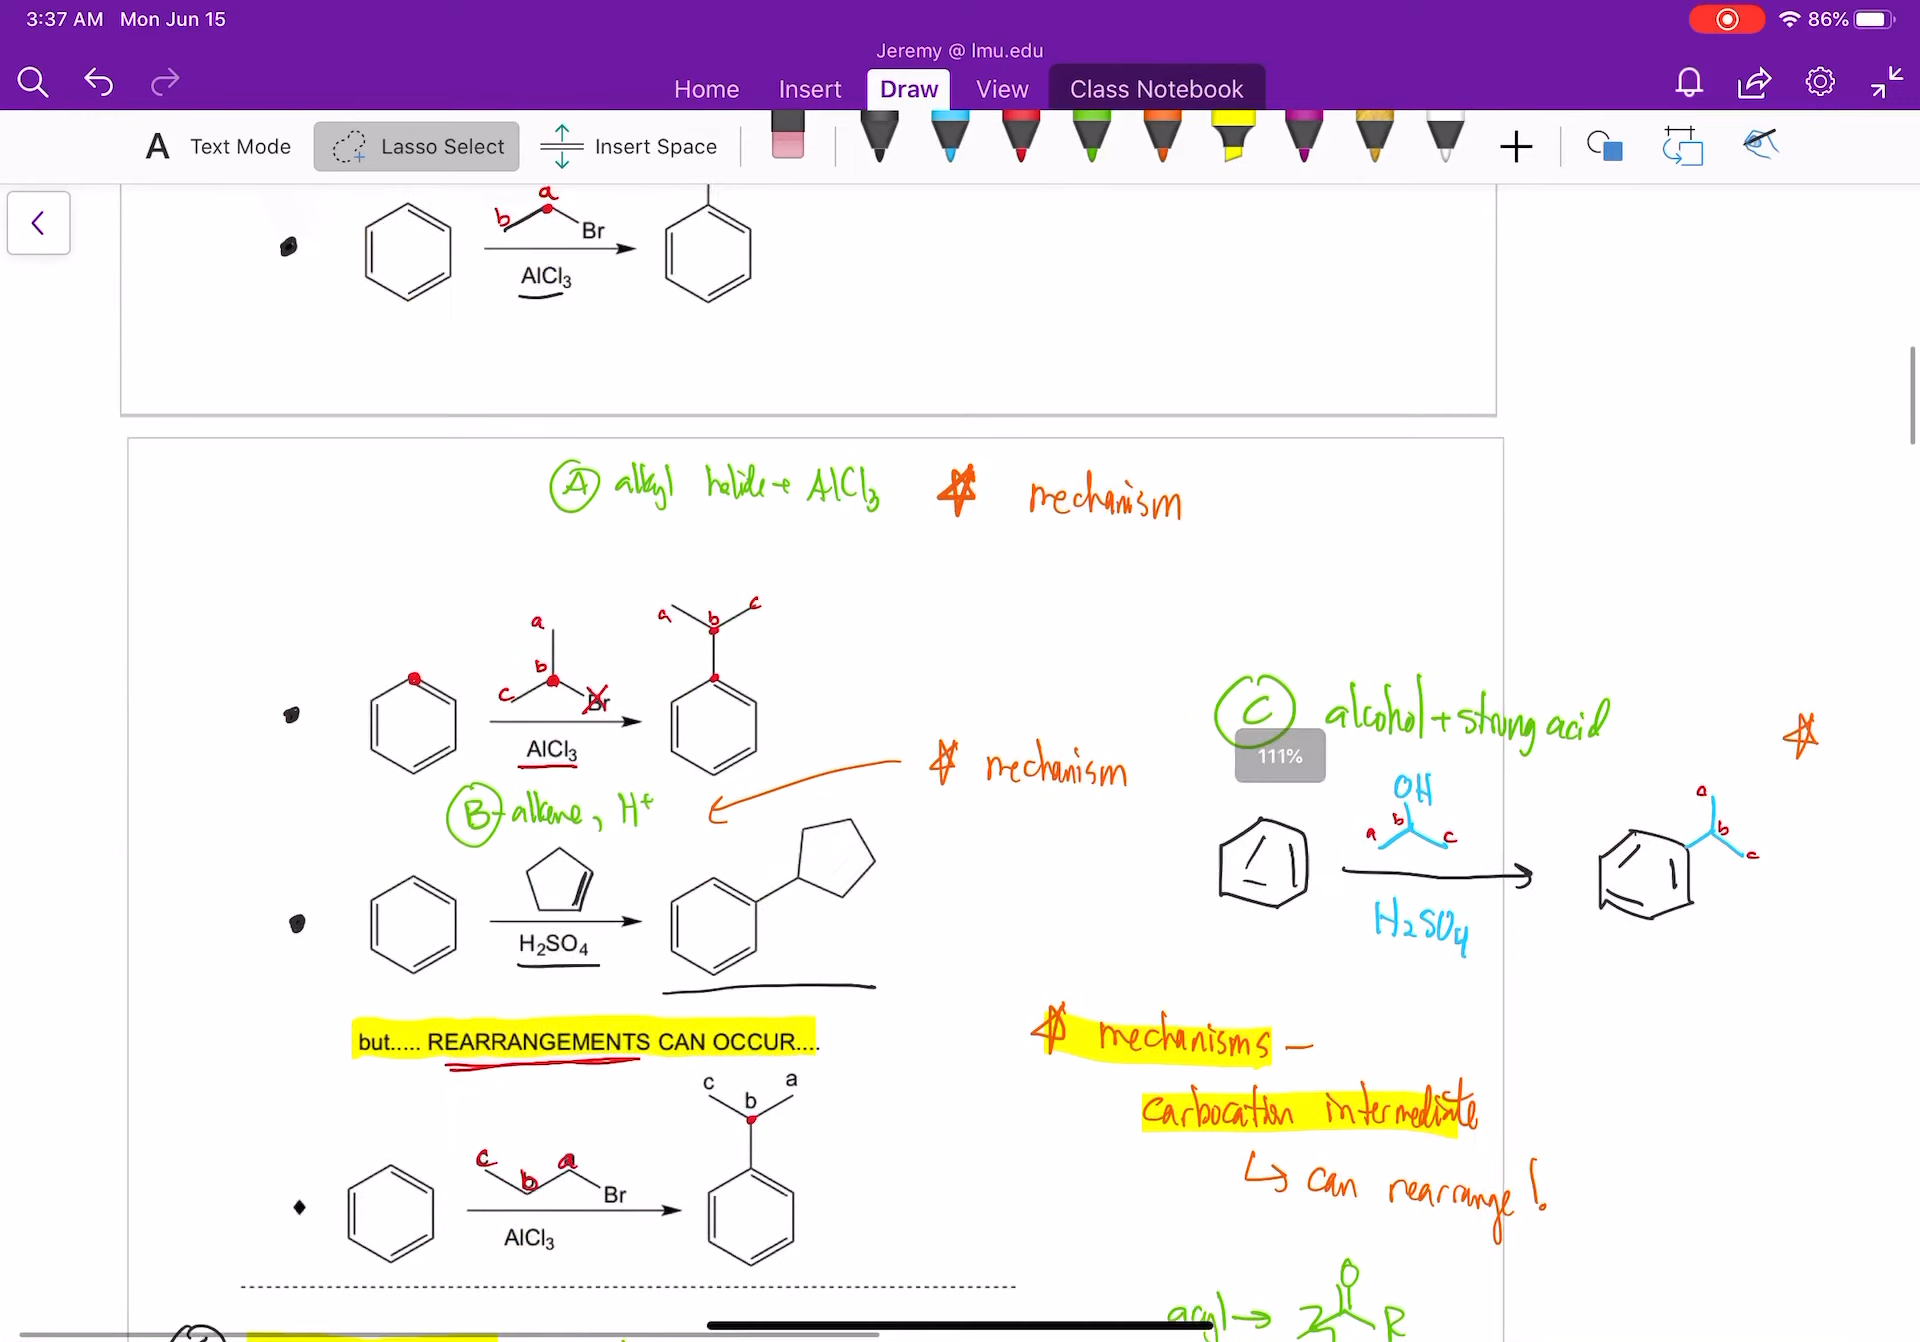 3:37 AM Mon Jun 15
86%
Jeremy @ lmu.edu
Home Insert Draw View Class Notebook
A Text Mode Lasso Select Insert Space
a
b
Br
AlCl3
A alkyl halide + AlCl3 mechanism
a
b
c
Br
AlCl3
a b c
mechanism
B alkene, H+
H2SO4
C alcohol + strong acid
111%
OH
a b c
H2SO4
a
b
c
but..... REARRANGEMENTS CAN OCCUR....
mechanisms –
carbocation intermediate
↳ can rearrange!
c b a
Br
AlCl3
c a
b
acyl →
O
R